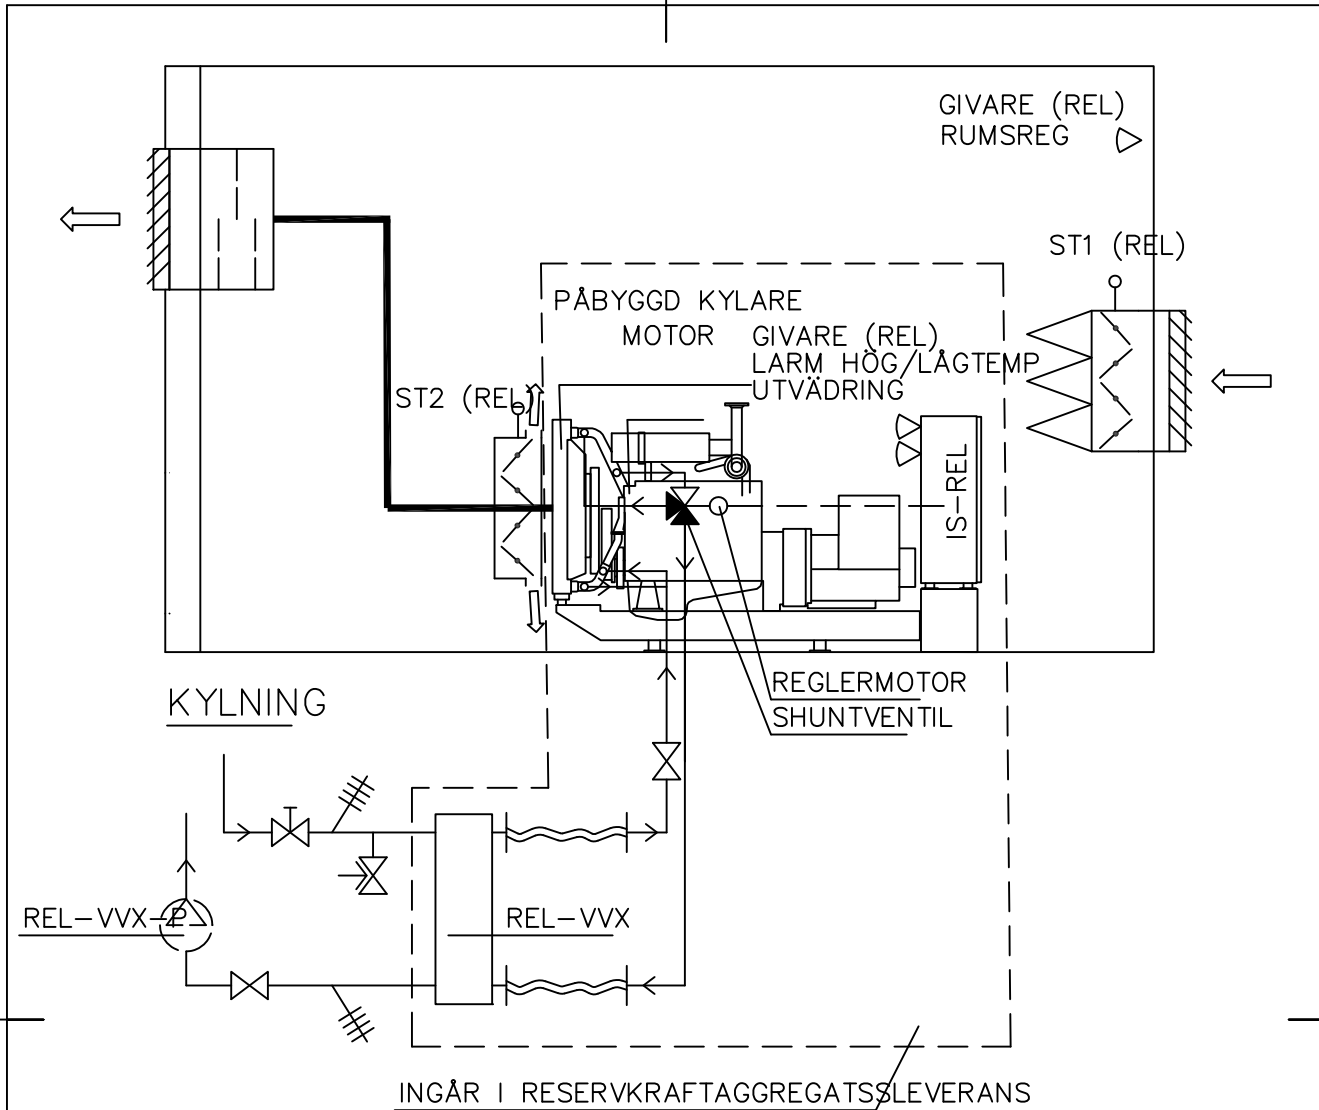 GIVARE (REL)
RUMSREG
ST1 (REL)
PÅBYGGD KYLARE
MOTOR
GIVARE (REL)
LARM HÖG/LÅGTEMP
UTVÄDRING
ST2 (REL)
IS-REL
REGLERMOTOR
SHUNTVENTIL
KYLNING
REL-VVX-P
REL-VVX
INGÅR I RESERVKRAFTAGGREGATSSLEVERANS